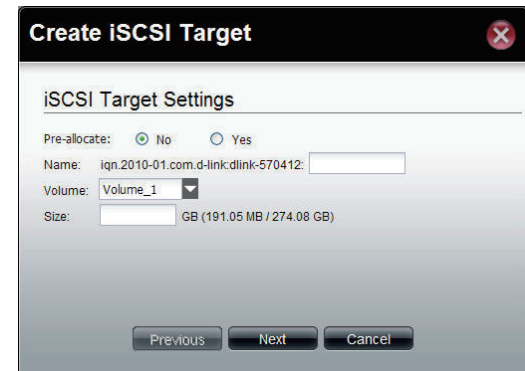 Create iSCSI Target
iSCSI Target Settings
Pre-allocate: No Yes
Name: iqn.2010-01.com.d-link:dlink-570412:
Volume: Volume_1
Size: GB (191.05 MB / 274.08 GB)
Previous Next Cancel